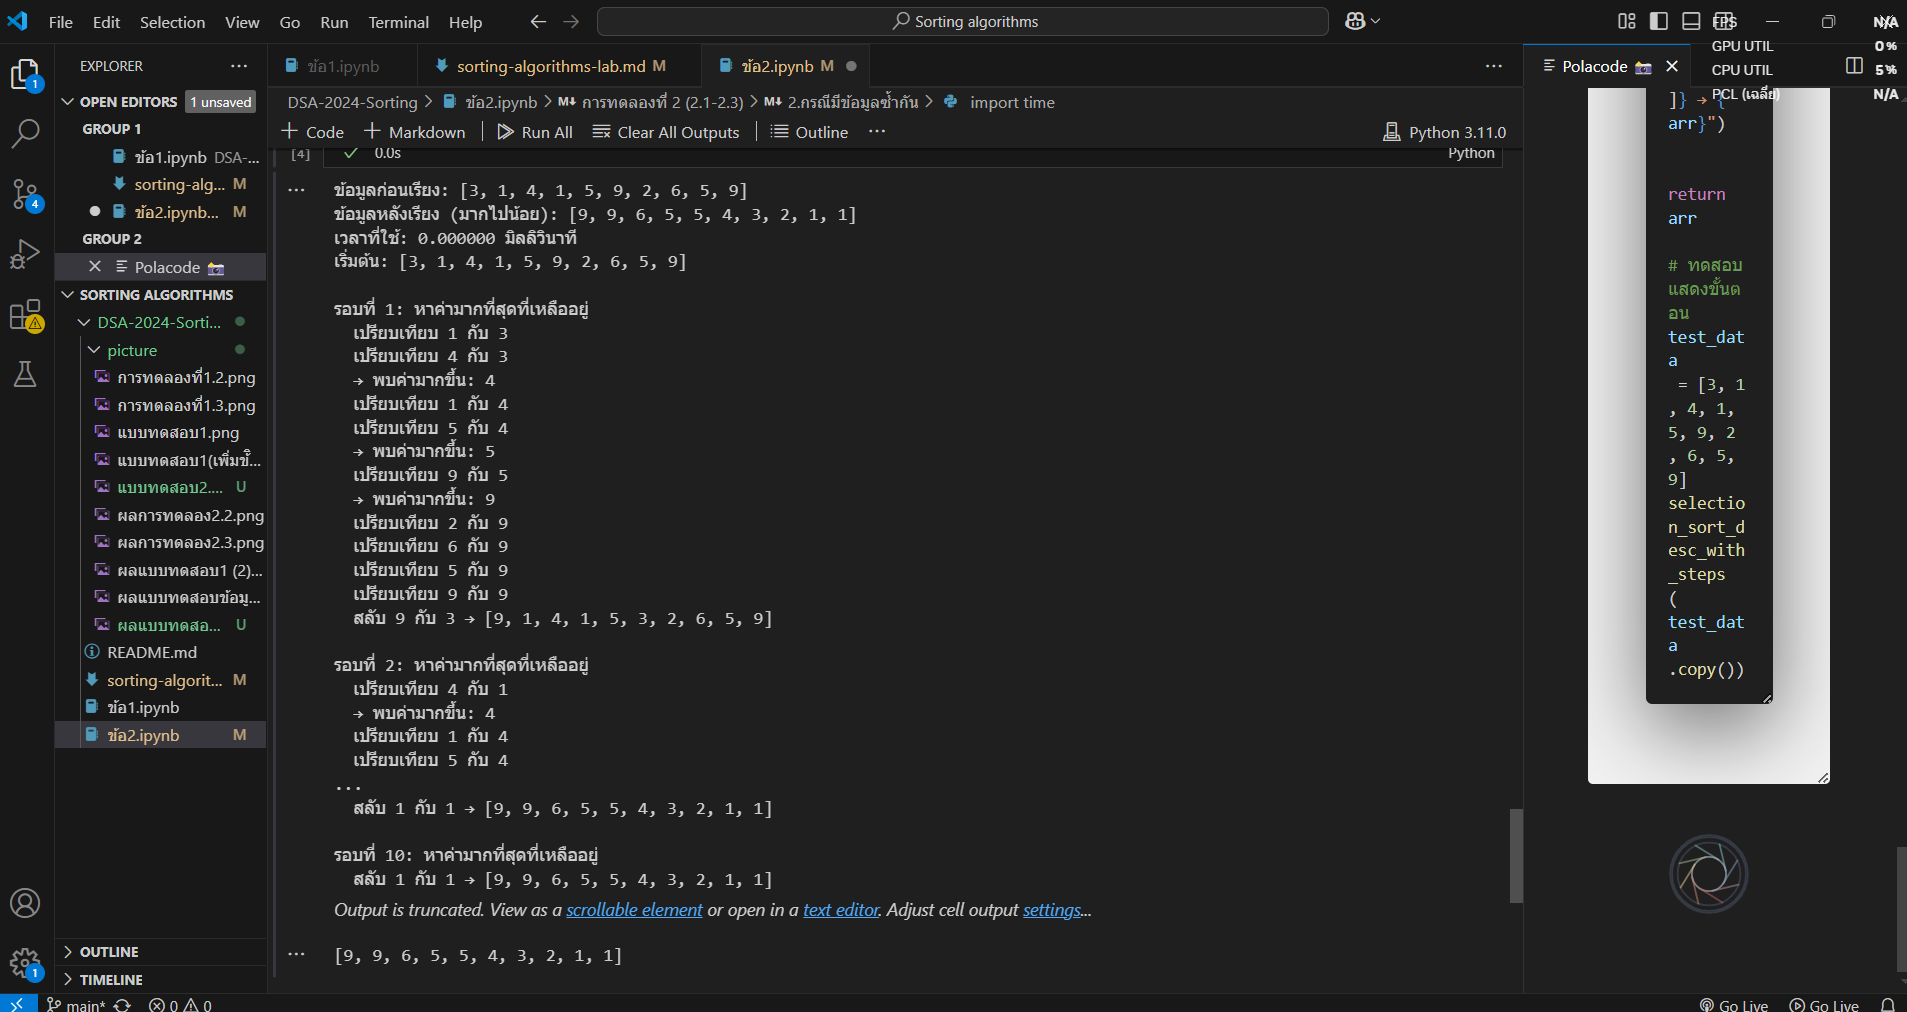 File Edit Selection View Go Run Terminal Help
Sorting algorithms
FPS N/A
GPU UTIL 0%
CPU UTIL 5%
PCL (เฉลี่ย) N/A
EXPLORER
OPEN EDITORS 1 unsaved
GROUP 1
ข้อ1.ipynb DSA-...
sorting-alg... M
ข้อ2.ipynb... M
GROUP 2
Polacode
SORTING ALGORITHMS
DSA-2024-Sorti...
picture
การทดลองที่1.2.png
การทดลองที่1.3.png
แบบทดสอบ1.png
แบบทดสอบ1(เพิ่มข้...
แบบทดสอบ2.... U
ผลการทดลอง2.2.png
ผลการทดลอง2.3.png
ผลแบบทดสอบ1 (2)...
ผลแบบทดสอบข้อมู...
ผลแบบทดสอ... U
README.md
sorting-algorit... M
ข้อ1.ipynb
ข้อ2.ipynb M
OUTLINE
TIMELINE
ข้อ1.ipynb
sorting-algorithms-lab.md M
ข้อ2.ipynb M
DSA-2024-Sorting > ข้อ2.ipynb > M↓ การทดลองที่ 2 (2.1-2.3) > M↓ 2.กรณีมีข้อมูลซ้ำกัน > import time
+ Code + Markdown | Run All Clear All Outputs | Outline ...
Python 3.11.0
[4] ✓ 0.0s Python
ข้อมูลก่อนเรียง: [3, 1, 4, 1, 5, 9, 2, 6, 5, 9]
ข้อมูลหลังเรียง (มากไปน้อย): [9, 9, 6, 5, 5, 4, 3, 2, 1, 1]
เวลาที่ใช้: 0.000000 มิลลิวินาที
เริ่มต้น: [3, 1, 4, 1, 5, 9, 2, 6, 5, 9]
รอบที่ 1: หาค่ามากที่สุดที่เหลืออยู่
เปรียบเทียบ 1 กับ 3
เปรียบเทียบ 4 กับ 3
→ พบค่ามากขึ้น: 4
เปรียบเทียบ 1 กับ 4
เปรียบเทียบ 5 กับ 4
→ พบค่ามากขึ้น: 5
เปรียบเทียบ 9 กับ 5
→ พบค่ามากขึ้น: 9
เปรียบเทียบ 2 กับ 9
เปรียบเทียบ 6 กับ 9
เปรียบเทียบ 5 กับ 9
เปรียบเทียบ 9 กับ 9
สลับ 9 กับ 3 → [9, 1, 4, 1, 5, 3, 2, 6, 5, 9]
รอบที่ 2: หาค่ามากที่สุดที่เหลืออยู่
เปรียบเทียบ 4 กับ 1
→ พบค่ามากขึ้น: 4
เปรียบเทียบ 1 กับ 4
เปรียบเทียบ 5 กับ 4
...
สลับ 1 กับ 1 → [9, 9, 6, 5, 5, 4, 3, 2, 1, 1]
รอบที่ 10: หาค่ามากที่สุดที่เหลืออยู่
สลับ 1 กับ 1 → [9, 9, 6, 5, 5, 4, 3, 2, 1, 1]
Output is truncated. View as a scrollable element or open in a text editor. Adjust cell output settings...
[9, 9, 6, 5, 5, 4, 3, 2, 1, 1]
Polacode
]} → {
arr}")
return
arr
# ทดสอบ
แสดงขั้นต
อน
test_dat
a
= [3, 1
, 4, 1,
5, 9, 2
, 6, 5,
9]
selectio
n_sort_d
esc_with
_steps
(
test_dat
a
.copy())
main* 0 0
Go Live Go Live
1
4
1